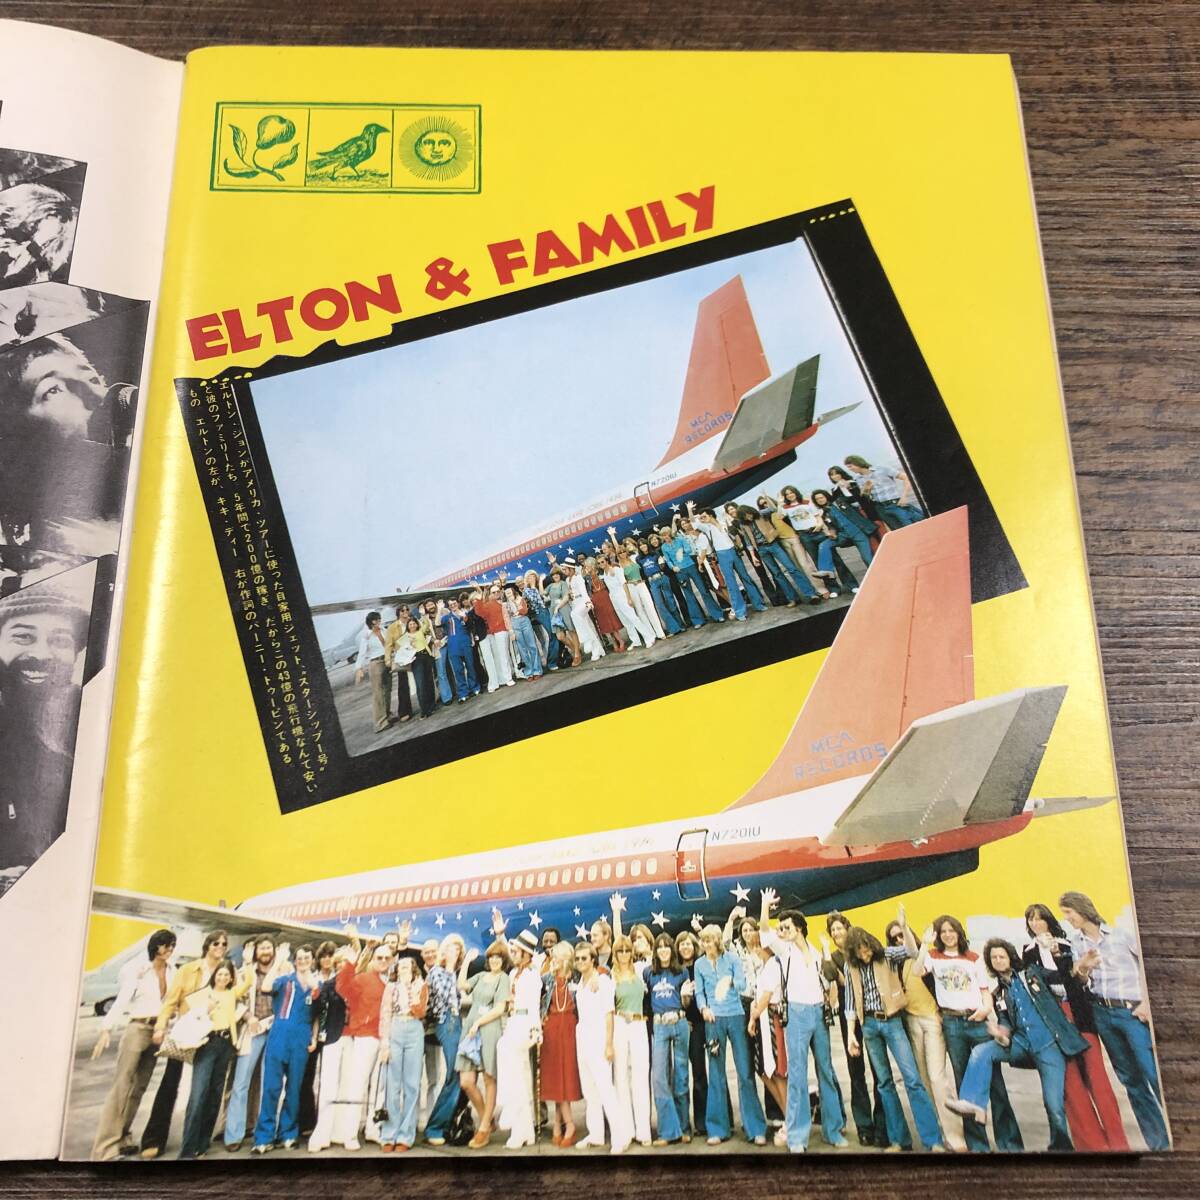 ELTON & FAMILY
エルトン・ジョンがアメリカ・ツアーに使った自家用ジェット、“スターシップ1号”
と彼のファミリーたち 5年間で200億の稼ぎ。だからこの43億の飛行機なんて安い
もの エルトンの左が、キキ・ディー 右が作詞のバーニー・トゥーピンである
MCA
RECORDS
N7201U
MCA
RECORDS
N7201U